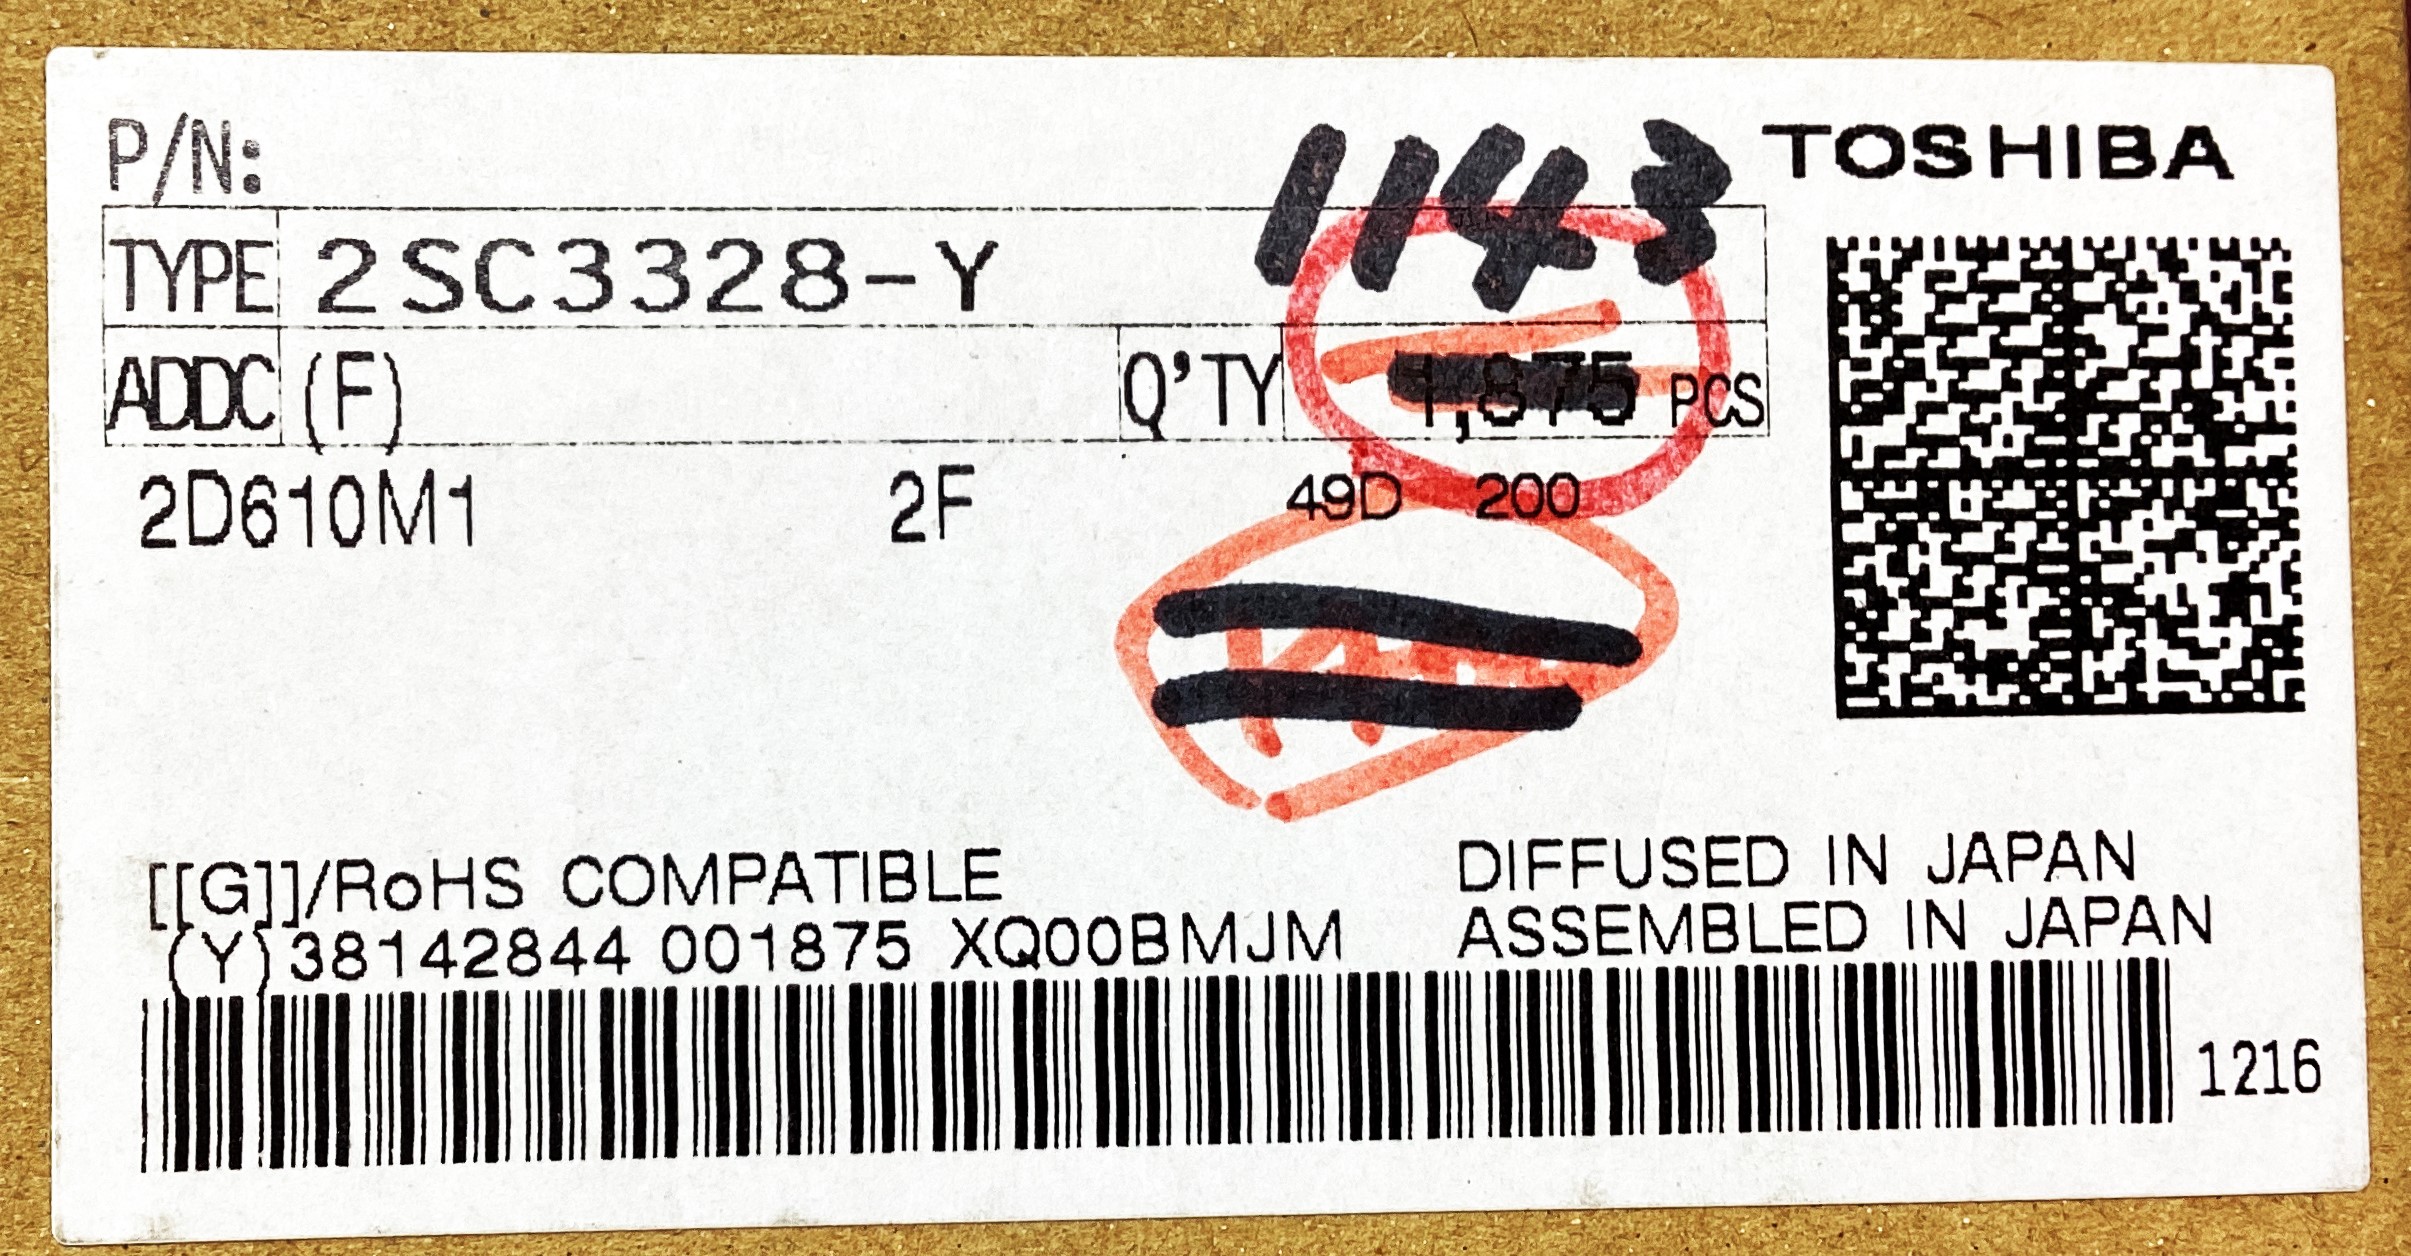 P/N:
1143
TOSHIBA
TYPE 2SC3328-Y
ADDC (F) Q'TY 1,875 PCS
2D610M1 2F 49D 200
[[G]]/RoHS COMPATIBLE
DIFFUSED IN JAPAN
(Y)38142844 001875 XQ00BMJM
ASSEMBLED IN JAPAN
1216